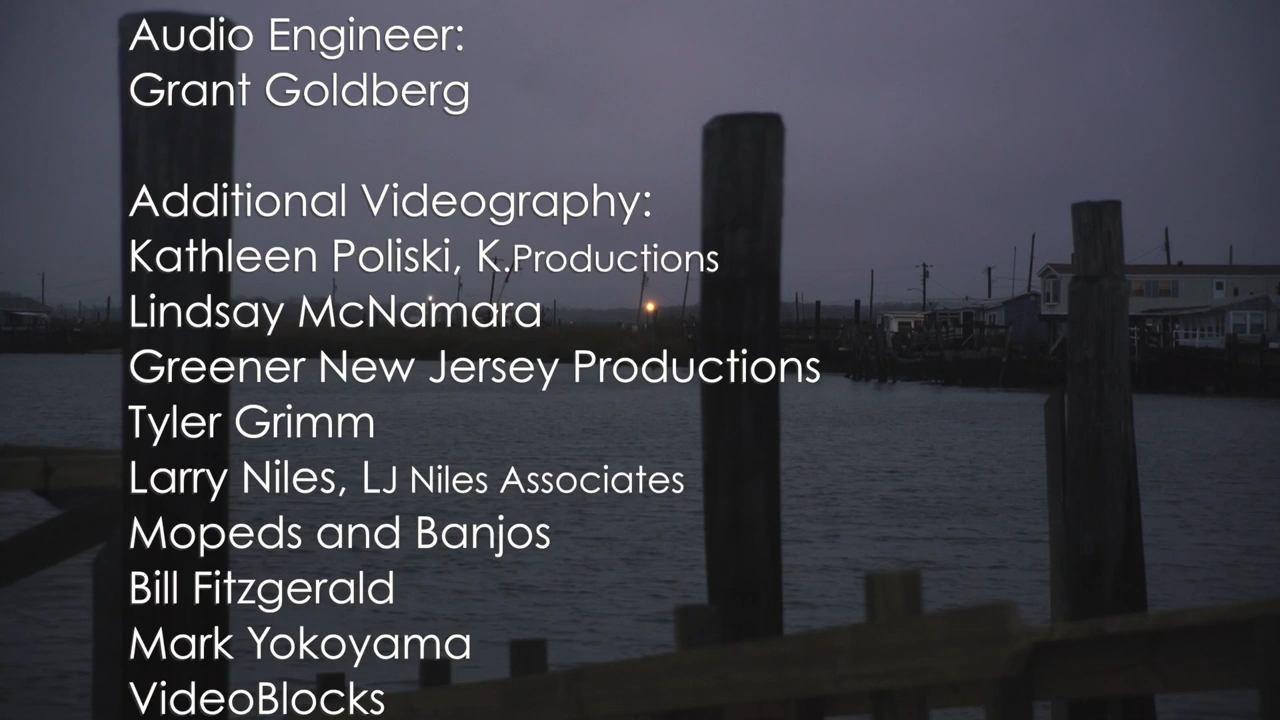 Audio Engineer:
Grant Goldberg
Additional Videography:
Kathleen Poliski, K.Productions
Lindsay McNamara
Greener New Jersey Productions
Tyler Grimm
Larry Niles, LJ Niles Associates
Mopeds and Banjos
Bill Fitzgerald
Mark Yokoyama
VideoBlocks